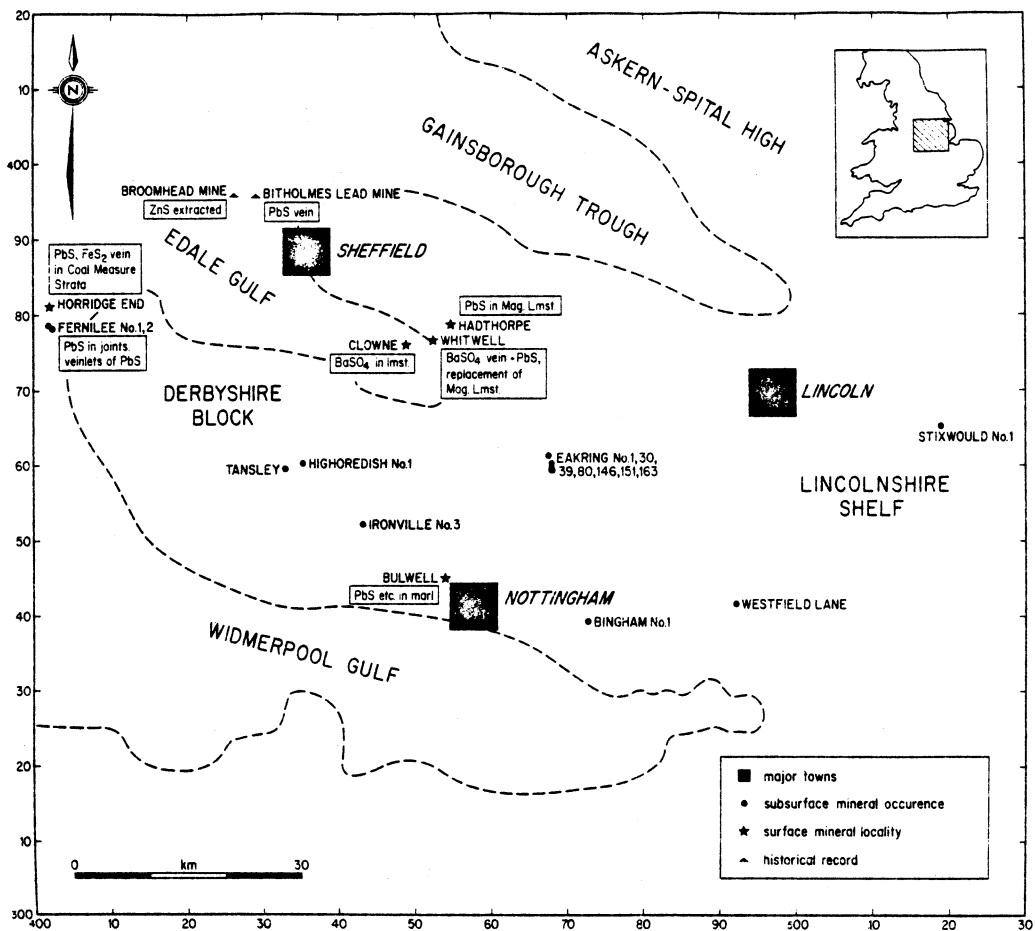 20
10
400
90
80
70
60
50
40
30
20
10
300
400
10
20
30
40
50
60
70
80
90
500
10
20
30
N
ASKERN-SPITAL HIGH
GAINSBOROUGH TROUGH
BROOMHEAD MINE
ZnS extracted
BITHOLMES LEAD MINE
PbS vein
SHEFFIELD
EDALE GULF
PbS, FeS2 vein
in Coal Measure
Strata
HORRIDGE END
FERNILEE No.1,2
PbS in joints.
veinlets of PbS
PbS in Mag. Lmst.
HADTHORPE
WHITWELL
CLOWNE
BaSO4 in lmst.
BaSO4 vein - PbS,
replacement of
Mag. Lmst.
DERBYSHIRE
BLOCK
LINCOLN
STIXWOULD No.1
TANSLEY
HIGHOREDISH No.1
EAKRING No.1,30,
39,80,146,151,163
LINCOLNSHIRE
SHELF
IRONVILLE No.3
BULWELL
PbS etc. in marl
NOTTINGHAM
BINGHAM No.1
WESTFIELD LANE
WIDMERPOOL GULF
major towns
subsurface mineral occurence
surface mineral locality
historical record
0 km 30